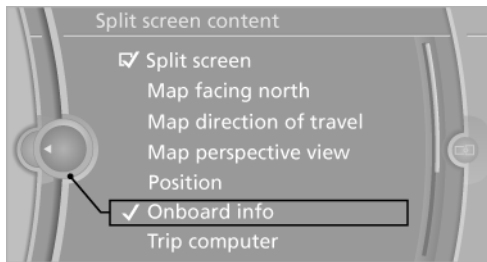 Split screen content
Split screen
Map facing north
Map direction of travel
Map perspective view
Position
Onboard info
Trip computer